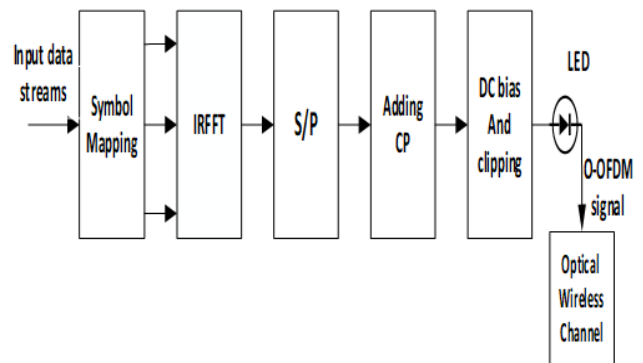 Input data
streams
Symbol
Mapping
IRFFT
S/P
Adding
CP
DC bias
And
clipping
LED
O-OFDM
signal
Optical
Wireless
Channel